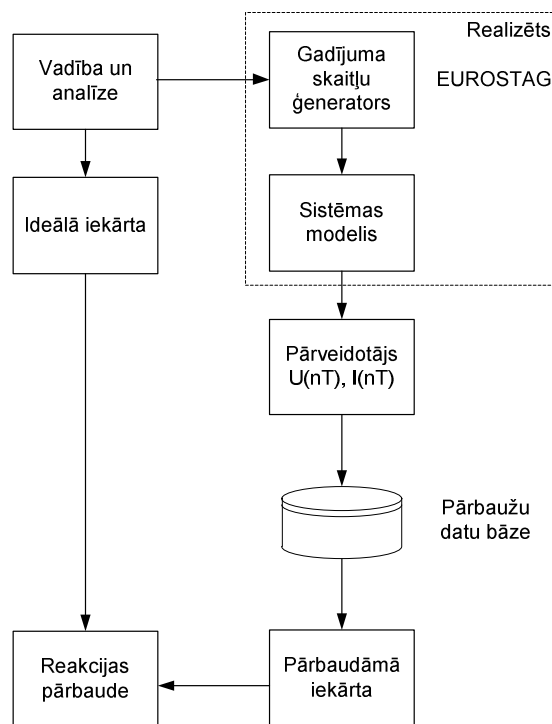 Realizēts
EUROSTAG
Vadība un
analīze
Gadījuma
skaitļu
ģenerators
Ideālā iekārta
Sistēmas
modelis
Pārveidotājs
U(nT), I(nT)
Pārbaužu
datu bāze
Reakcijas
pārbaude
Pārbaudāmā
iekārta